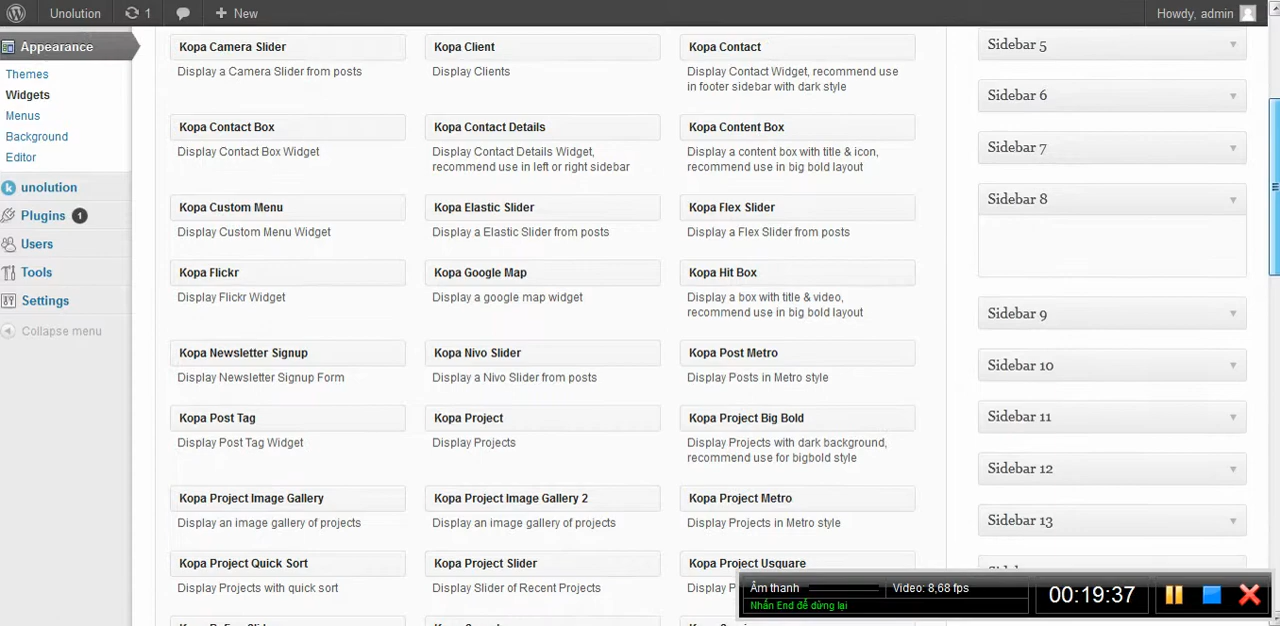 Unolution 1 New Howdy, admin
Appearance
Themes
Widgets
Menus
Background
Editor
unolution
Plugins 1
Users
Tools
Settings
Collapse menu
Kopa Camera Slider
Display a Camera Slider from posts
Kopa Client
Display Clients
Kopa Contact
Display Contact Widget, recommend use
in footer sidebar with dark style
Kopa Contact Box
Display Contact Box Widget
Kopa Contact Details
Display Contact Details Widget,
recommend use in left or right sidebar
Kopa Content Box
Display a content box with title & icon,
recommend use in big bold layout
Kopa Custom Menu
Display Custom Menu Widget
Kopa Elastic Slider
Display a Elastic Slider from posts
Kopa Flex Slider
Display a Flex Slider from posts
Kopa Flickr
Display Flickr Widget
Kopa Google Map
Display a google map widget
Kopa Hit Box
Display a box with title & video,
recommend use in big bold layout
Kopa Newsletter Signup
Display Newsletter Signup Form
Kopa Nivo Slider
Display a Nivo Slider from posts
Kopa Post Metro
Display Posts in Metro style
Kopa Post Tag
Display Post Tag Widget
Kopa Project
Display Projects
Kopa Project Big Bold
Display Projects with dark background,
recommend use for bigbold style
Kopa Project Image Gallery
Display an image gallery of projects
Kopa Project Image Gallery 2
Display an image gallery of projects
Kopa Project Metro
Display Projects in Metro style
Kopa Project Quick Sort
Display Projects with quick sort
Kopa Project Slider
Display Slider of Recent Projects
Kopa Project Usquare
Sidebar 5
Sidebar 6
Sidebar 7
Sidebar 8
Sidebar 9
Sidebar 10
Sidebar 11
Sidebar 12
Sidebar 13
Âm thanh
Video: 8,68 fps
Nhấn End để dừng lại
00:19:37